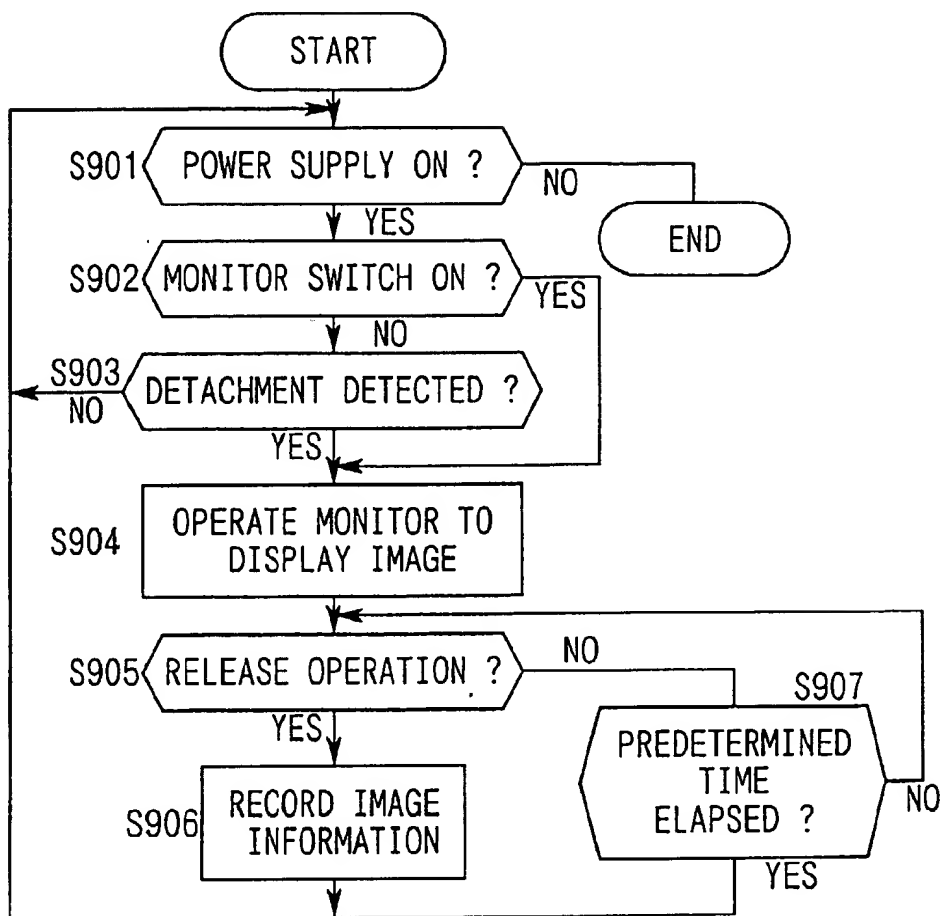 START
S901
POWER SUPPLY ON ?
NO
YES
END
S902
MONITOR SWITCH ON ?
YES
NO
S903
NO
DETACHMENT DETECTED ?
YES
S904
OPERATE MONITOR TO
DISPLAY IMAGE
S905
RELEASE OPERATION ?
NO
YES
S907
PREDETERMINED
TIME
ELAPSED ?
NO
YES
S906
RECORD IMAGE
INFORMATION